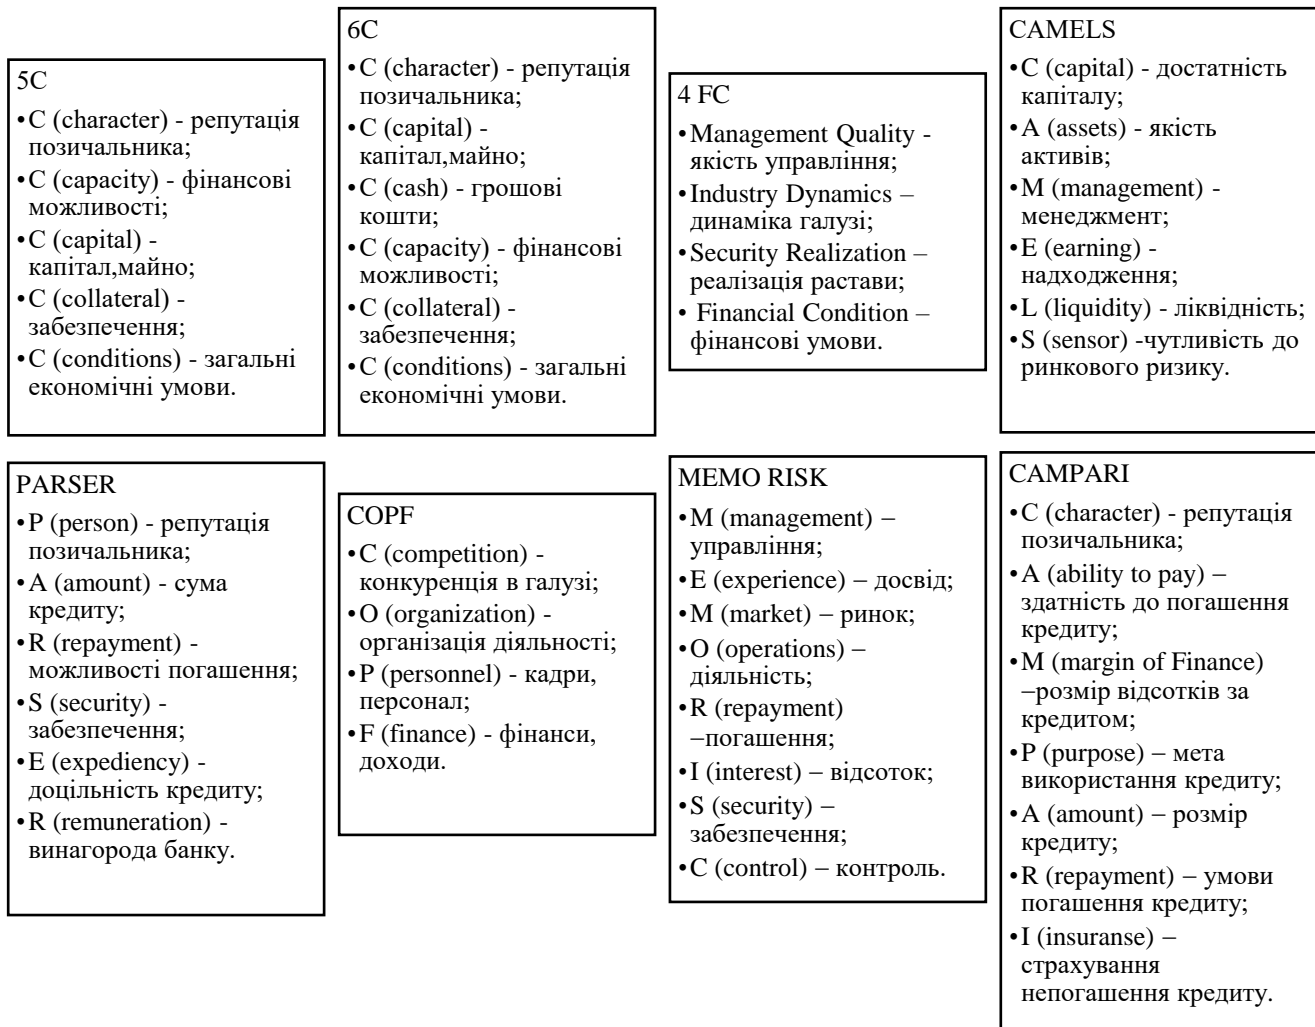 5C
•C (character) - репутація
позичальника;
•C (capacity) - фінансові
можливості;
•C (capital) -
капітал,майно;
•C (collateral) -
забезпечення;
•C (conditions) - загальні
економічні умови.
6C
•C (character) - репутація
позичальника;
•C (capital) -
капітал,майно;
•C (cash) - грошові
кошти;
•C (capacity) - фінансові
можливості;
•C (collateral) -
забезпечення;
•C (conditions) - загальні
економічні умови.
4 FC
•Management Quality -
якість управління;
•Industry Dynamics –
динаміка галузі;
•Security Realization –
реалізація растави;
• Financial Condition –
фінансові умови.
CAMELS
•C (capital) - достатність
капіталу;
•A (assets) - якість
активів;
•M (management) -
менеджмент;
•E (earning) -
надходження;
•L (liquidity) - ліквідність;
•S (sensor) -чутливість до
ринкового ризику.
PARSER
•P (person) - репутація
позичальника;
•A (amount) - сума
кредиту;
•R (repayment) -
можливості погашення;
•S (security) -
забезпечення;
•E (expediency) -
доцільність кредиту;
•R (remuneration) -
винагорода банку.
COPF
•C (competition) -
конкуренція в галузі;
•O (organization) -
організація діяльності;
•P (personnel) - кадри,
персонал;
•F (finance) - фінанси,
доходи.
MEMO RISK
•M (management) –
управління;
•E (experience) – досвід;
•M (market) – ринок;
•O (operations) –
діяльність;
•R (repayment)
–погашення;
•I (interest) – відсоток;
•S (security) –
забезпечення;
•C (control) – контроль.
CAMPARI
•C (character) - репутація
позичальника;
•A (ability to pay) –
здатність до погашення
кредиту;
•M (margin of Finance)
–розмір відсотків за
кредитом;
•P (purpose) – мета
використання кредиту;
•A (amount) – розмір
кредиту;
•R (repayment) – умови
погашення кредиту;
•I (insuranse) –
страхування
непогашення кредиту.